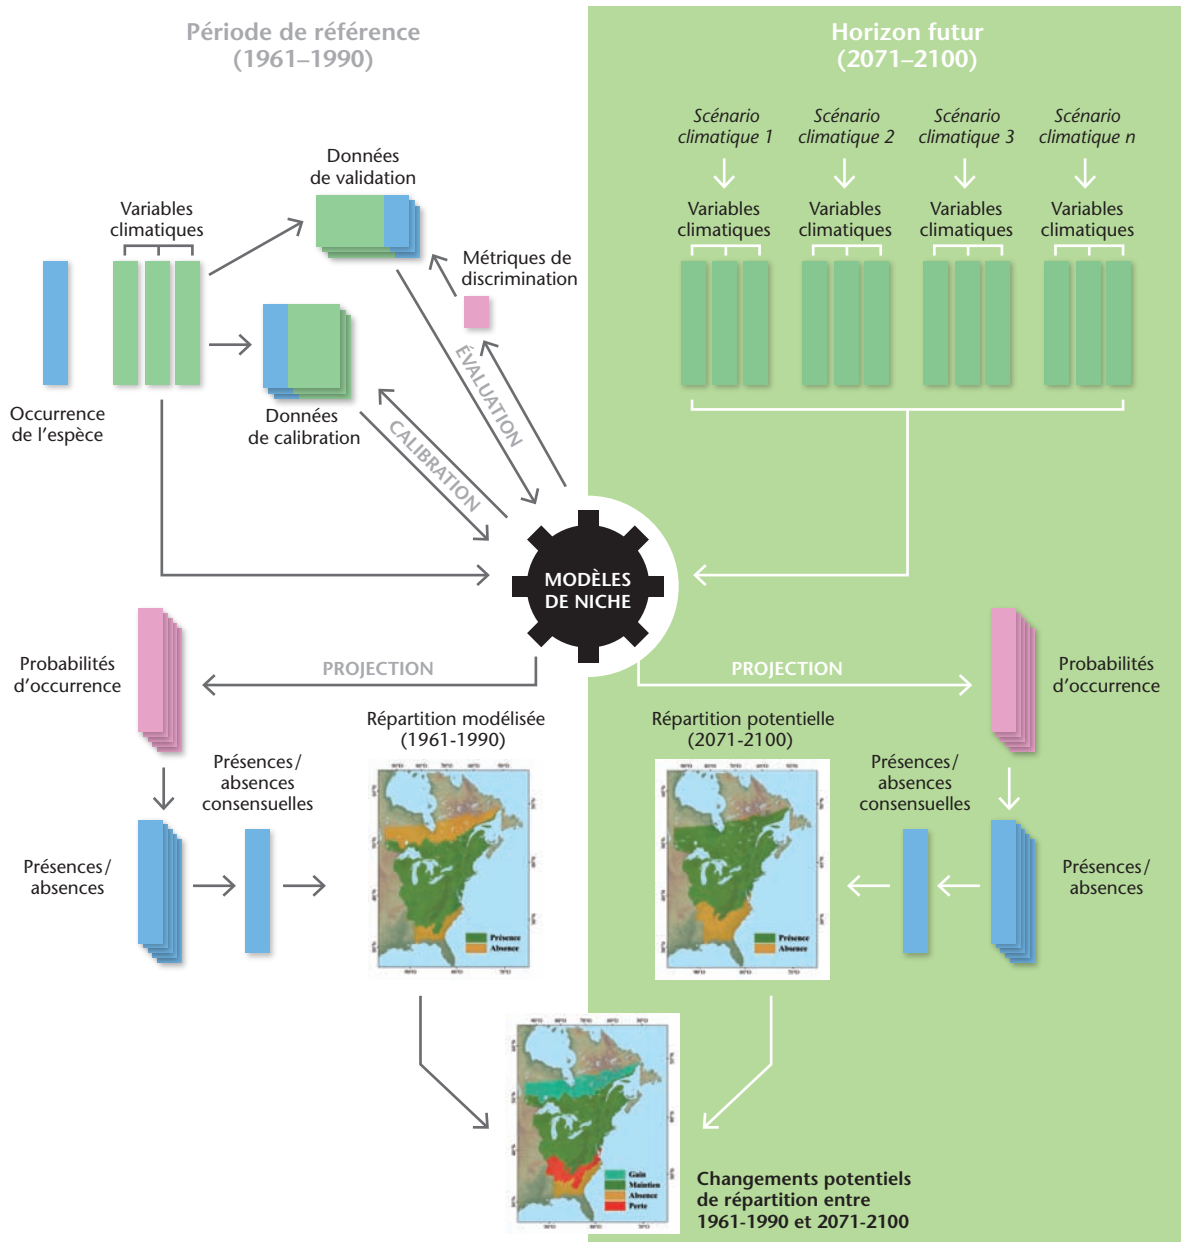 Période de référence
(1961–1990)
Horizon futur
(2071–2100)
Scénario
climatique 1
Scénario
climatique 2
Scénario
climatique 3
Scénario
climatique n
Données
de validation
Variables
climatiques
Variables
climatiques
Variables
climatiques
Variables
climatiques
Variables
climatiques
Métriques de
discrimination
Occurrence
de l’espèce
Données
de calibration
ÉVALUATION
CALIBRATION
MODÈLES
DE NICHE
Probabilités
d’occurrence
PROJECTION
PROJECTION
Probabilités
d’occurrence
Répartition modélisée
(1961-1990)
Répartition potentielle
(2071-2100)
Présences/
absences
consensuelles
Présences/
absences
consensuelles
Présences/
absences
Présences/
absences
Présence
Absence
Présence
Absence
Gain
Maintien
Absence
Perte
Changements potentiels
de répartition entre
1961-1990 et 2071-2100